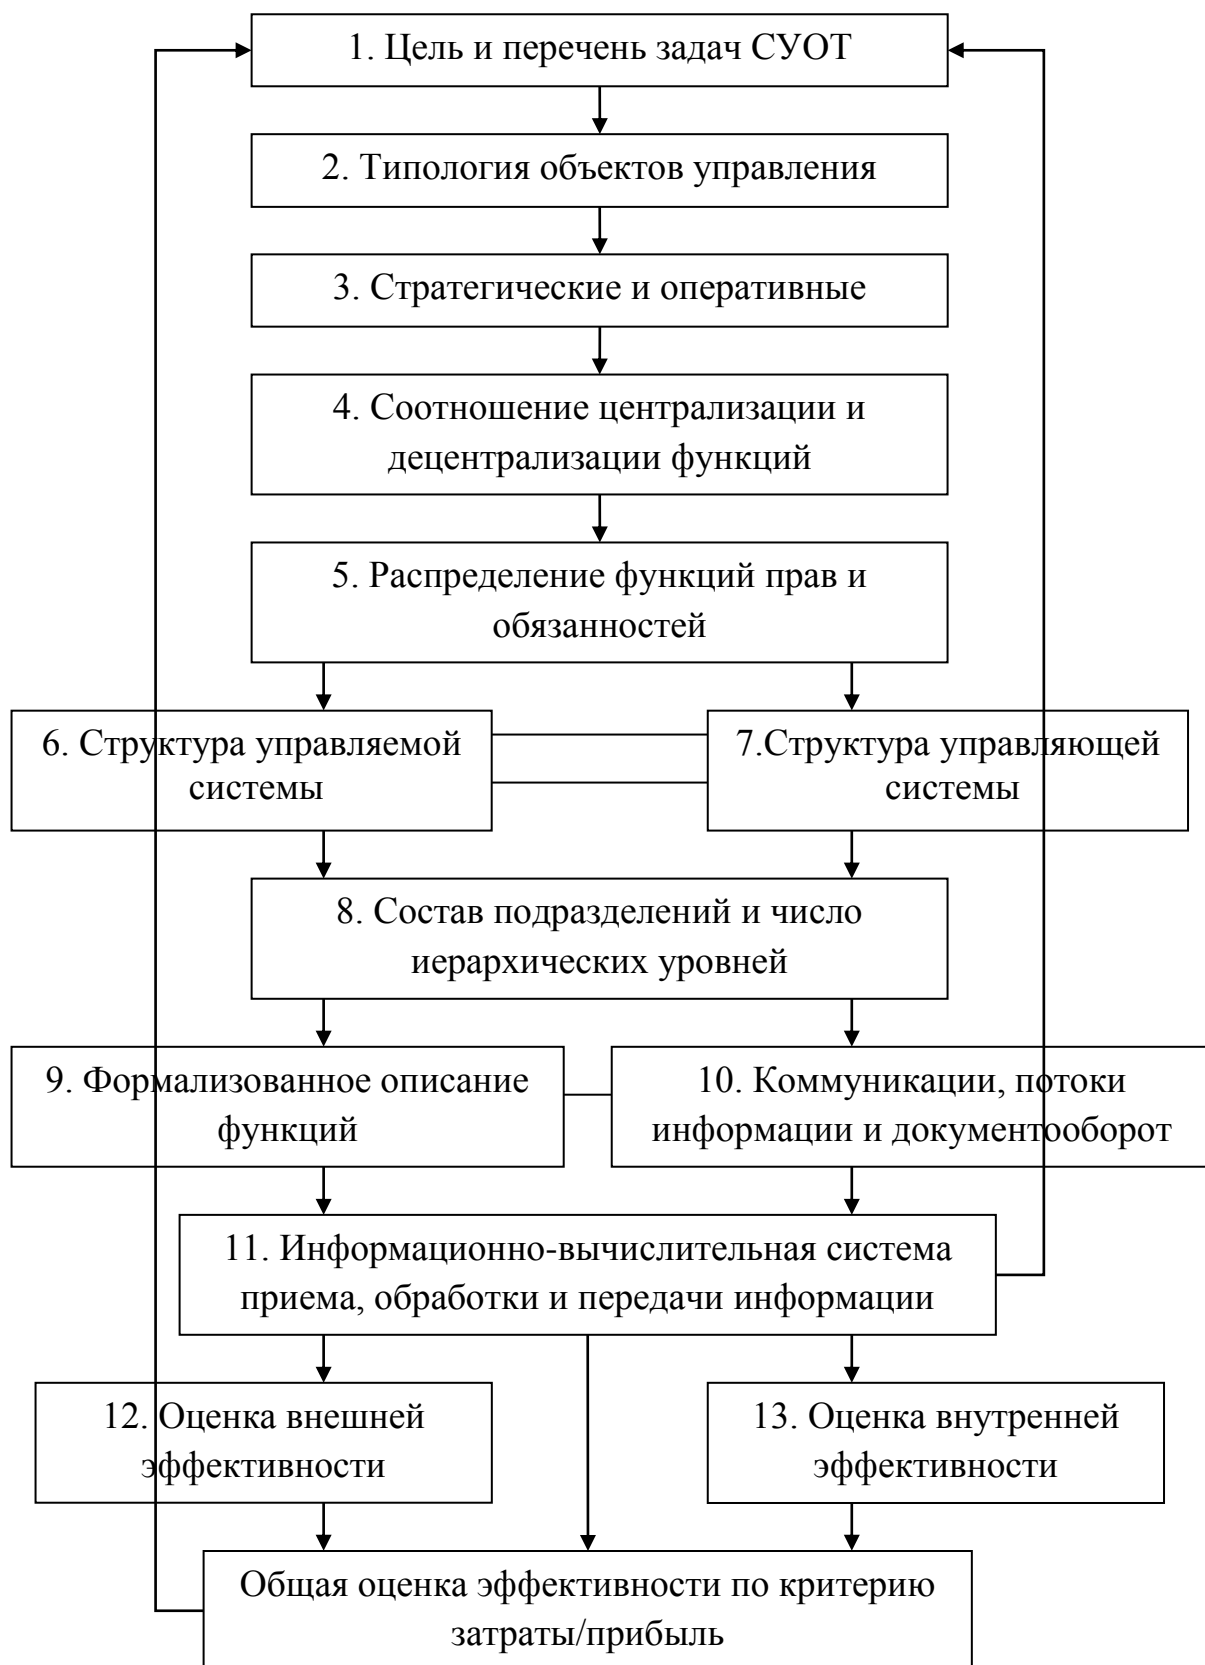 1. Цель и перечень задач СУОТ
2. Типология объектов управления
3. Стратегические и оперативные
4. Соотношение централизации и
децентрализации функций
5. Распределение функций прав и
обязанностей
6. Структура управляемой
системы
7.Структура управляющей
системы
8. Состав подразделений и число
иерархических уровней
9. Формализованное описание
функций
10. Коммуникации, потоки
информации и документооборот
11. Информационно-вычислительная система
приема, обработки и передачи информации
12. Оценка внешней
эффективности
13. Оценка внутренней
эффективности
Общая оценка эффективности по критерию
затраты/прибыль